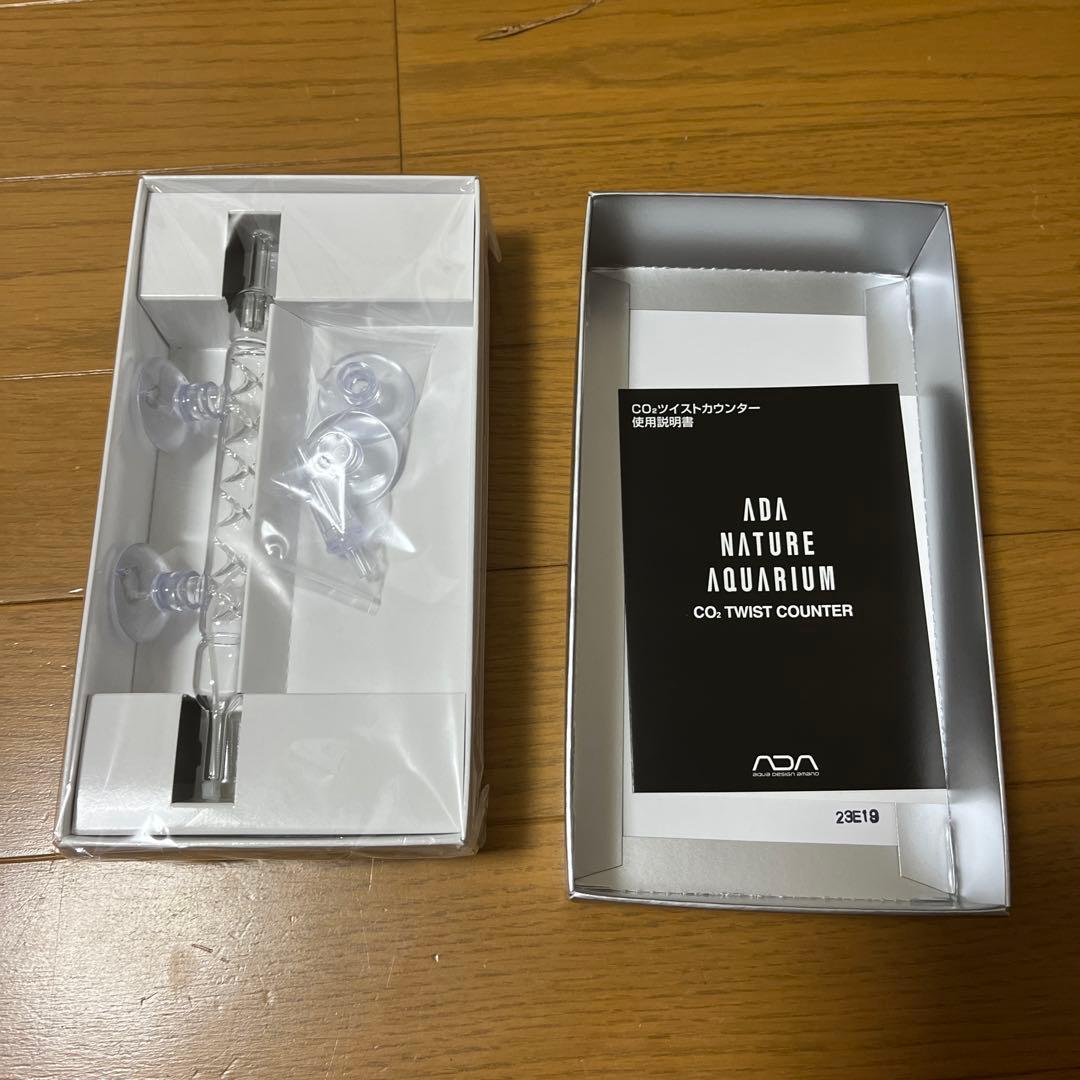 CO₂ツイストカウンター
使用説明書
ADA
NATURE
AQUARIUM
CO₂ TWIST COUNTER
ADA
aqua design amano
23E19